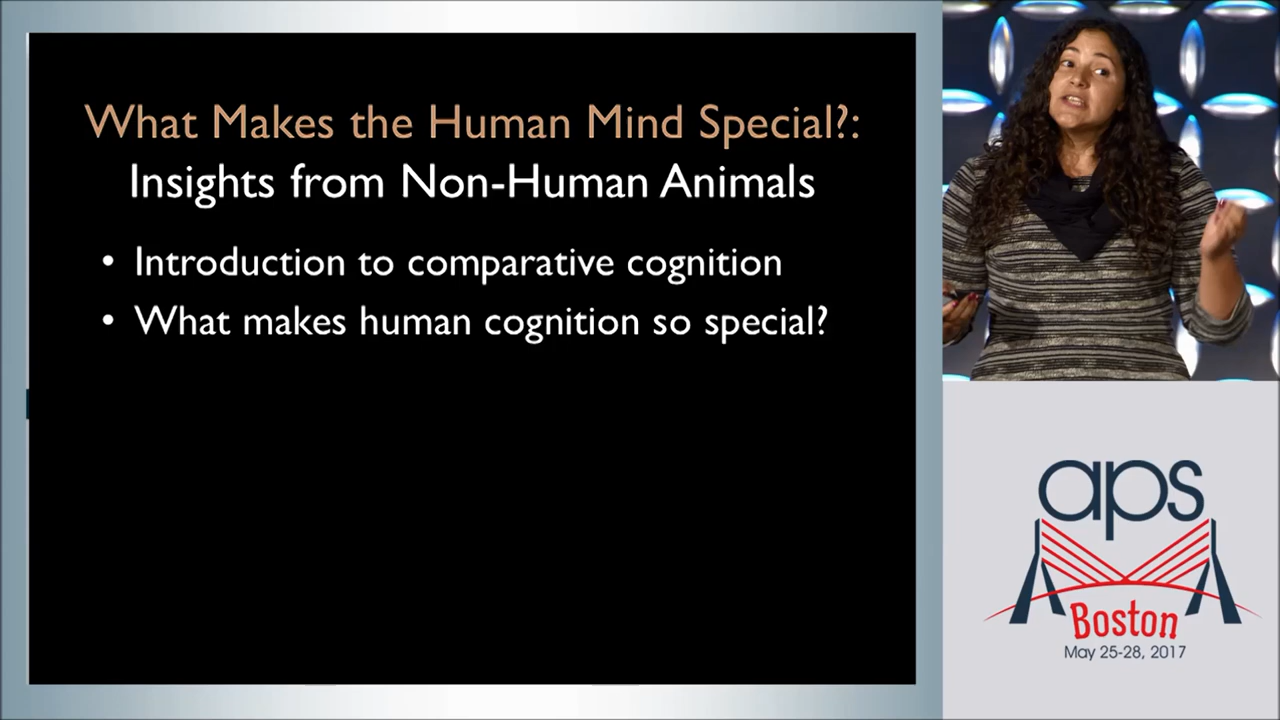 What Makes the Human Mind Special?:
Insights from Non-Human Animals
• Introduction to comparative cognition
• What makes human cognition so special?
aps
Boston
May 25-28, 2017